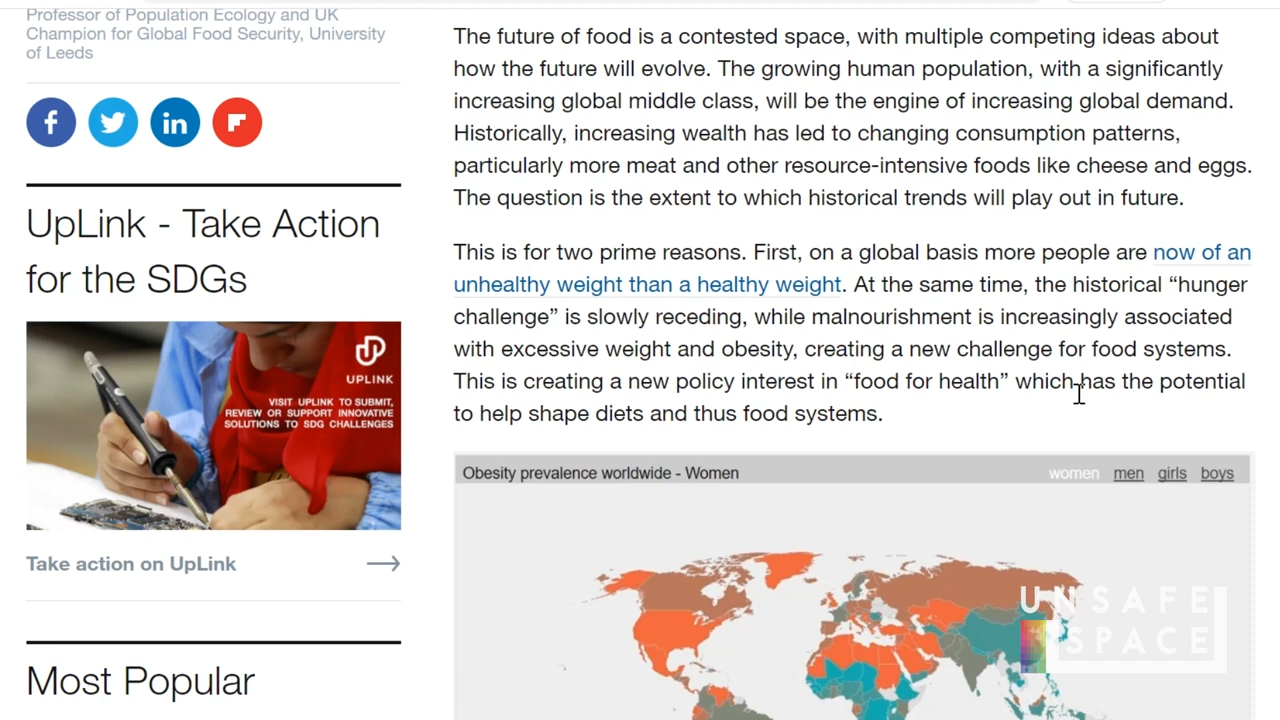 Professor of Population Ecology and UK
Champion for Global Food Security, University
of Leeds
UpLink - Take Action
for the SDGs
UPLINK
VISIT UPLINK TO SUBMIT,
REVIEW OR SUPPORT INNOVATIVE
SOLUTIONS TO SDG CHALLENGES
Take action on UpLink
Most Popular
The future of food is a contested space, with multiple competing ideas about
how the future will evolve. The growing human population, with a significantly
increasing global middle class, will be the engine of increasing global demand.
Historically, increasing wealth has led to changing consumption patterns,
particularly more meat and other resource-intensive foods like cheese and eggs.
The question is the extent to which historical trends will play out in future.
This is for two prime reasons. First, on a global basis more people are now of an
unhealthy weight than a healthy weight. At the same time, the historical “hunger
challenge” is slowly receding, while malnourishment is increasingly associated
with excessive weight and obesity, creating a new challenge for food systems.
This is creating a new policy interest in “food for health” which has the potential
to help shape diets and thus food systems.
Obesity prevalence worldwide - Women women men girls boys
UNSAFE
SPACE